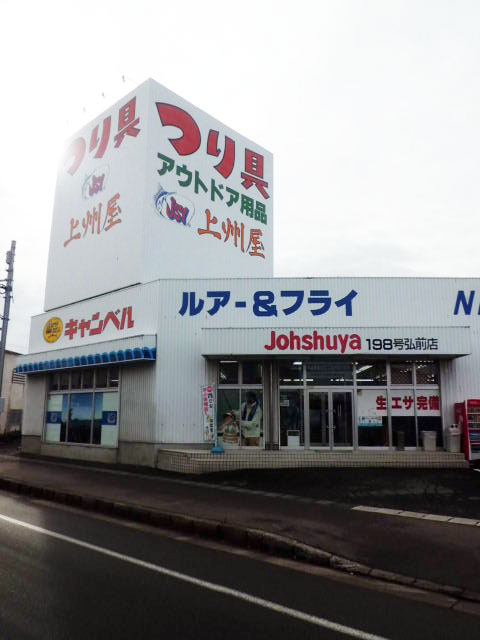 つり具
上州屋
つり具
アウトドア用品
JSY
上州屋
ルアー&フライ
キャンベル
Johshuya 198号弘前店
生エサ完備